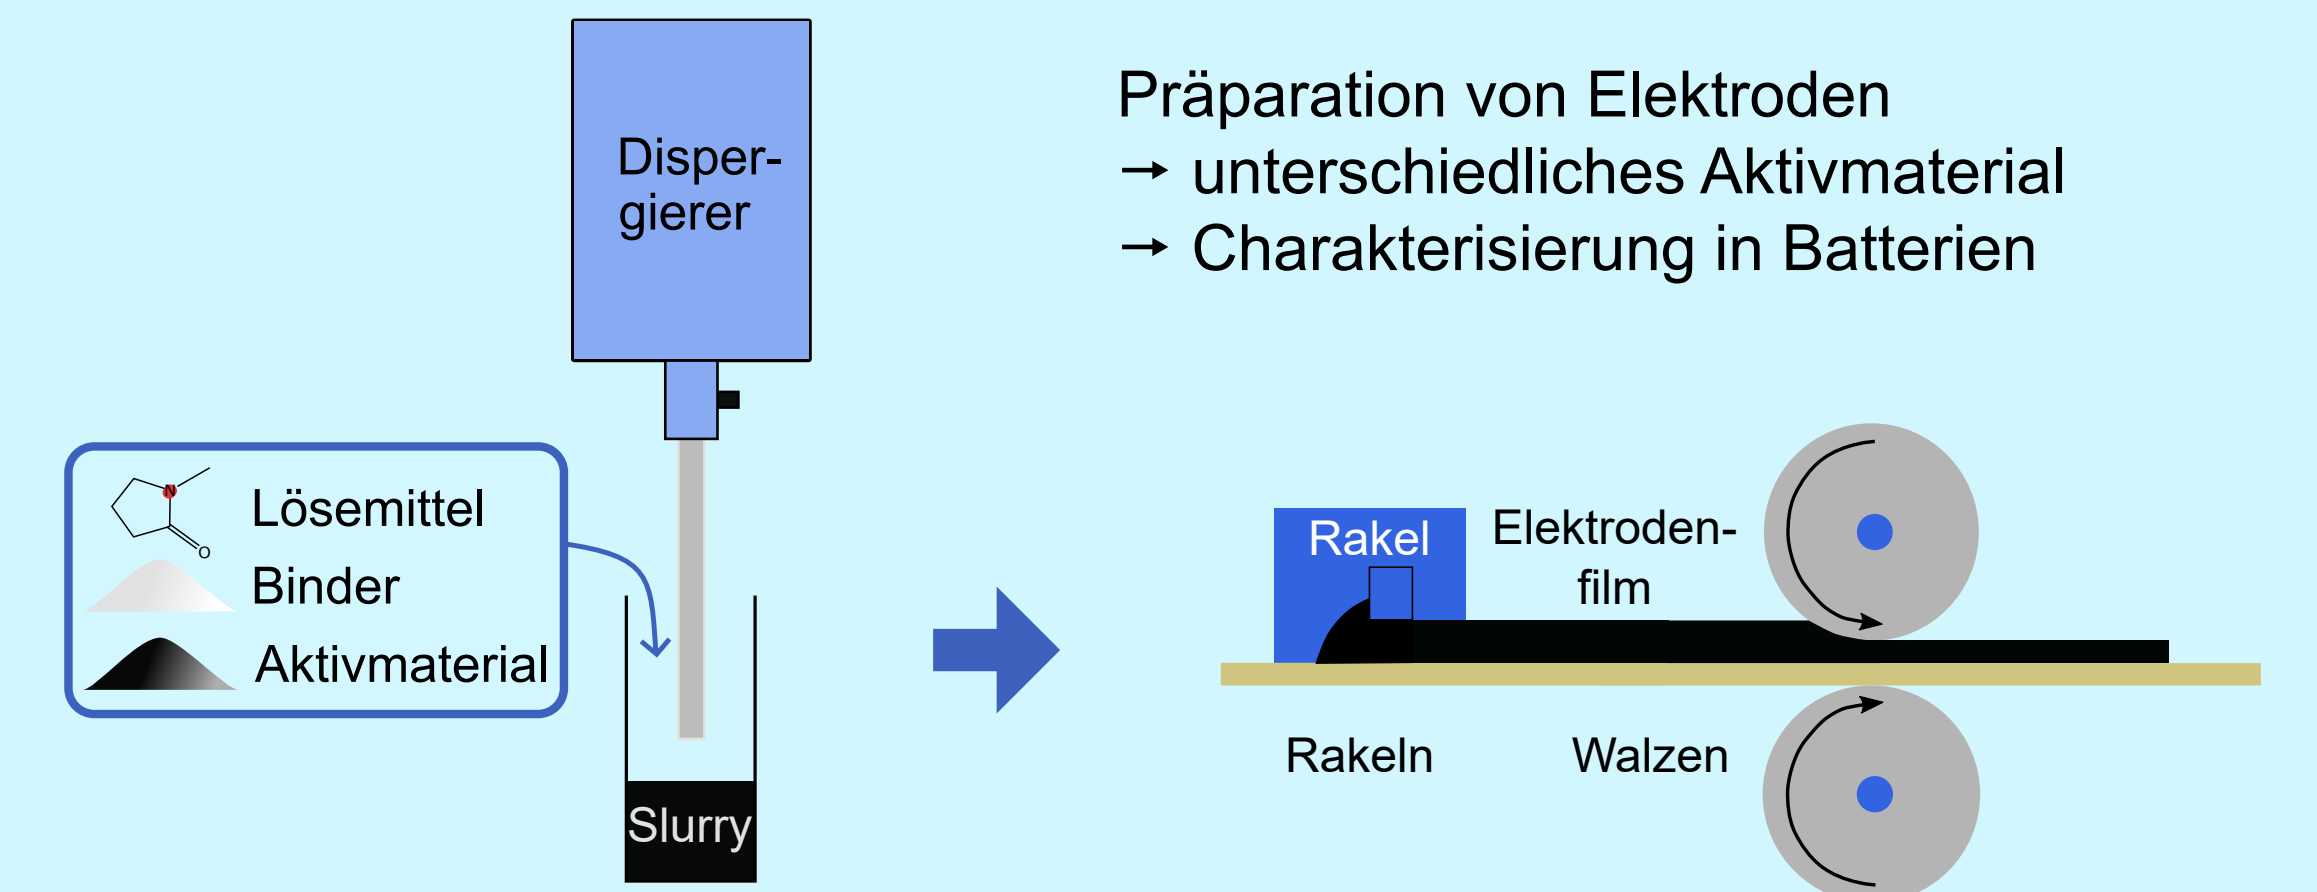 Disper-
gierer
Präparation von Elektroden
→ unterschiedliches Aktivmaterial
→ Charakterisierung in Batterien
N
O
Lösemittel
Binder
Aktivmaterial
Slurry
Rakel
Elektroden-
film
Rakeln
Walzen